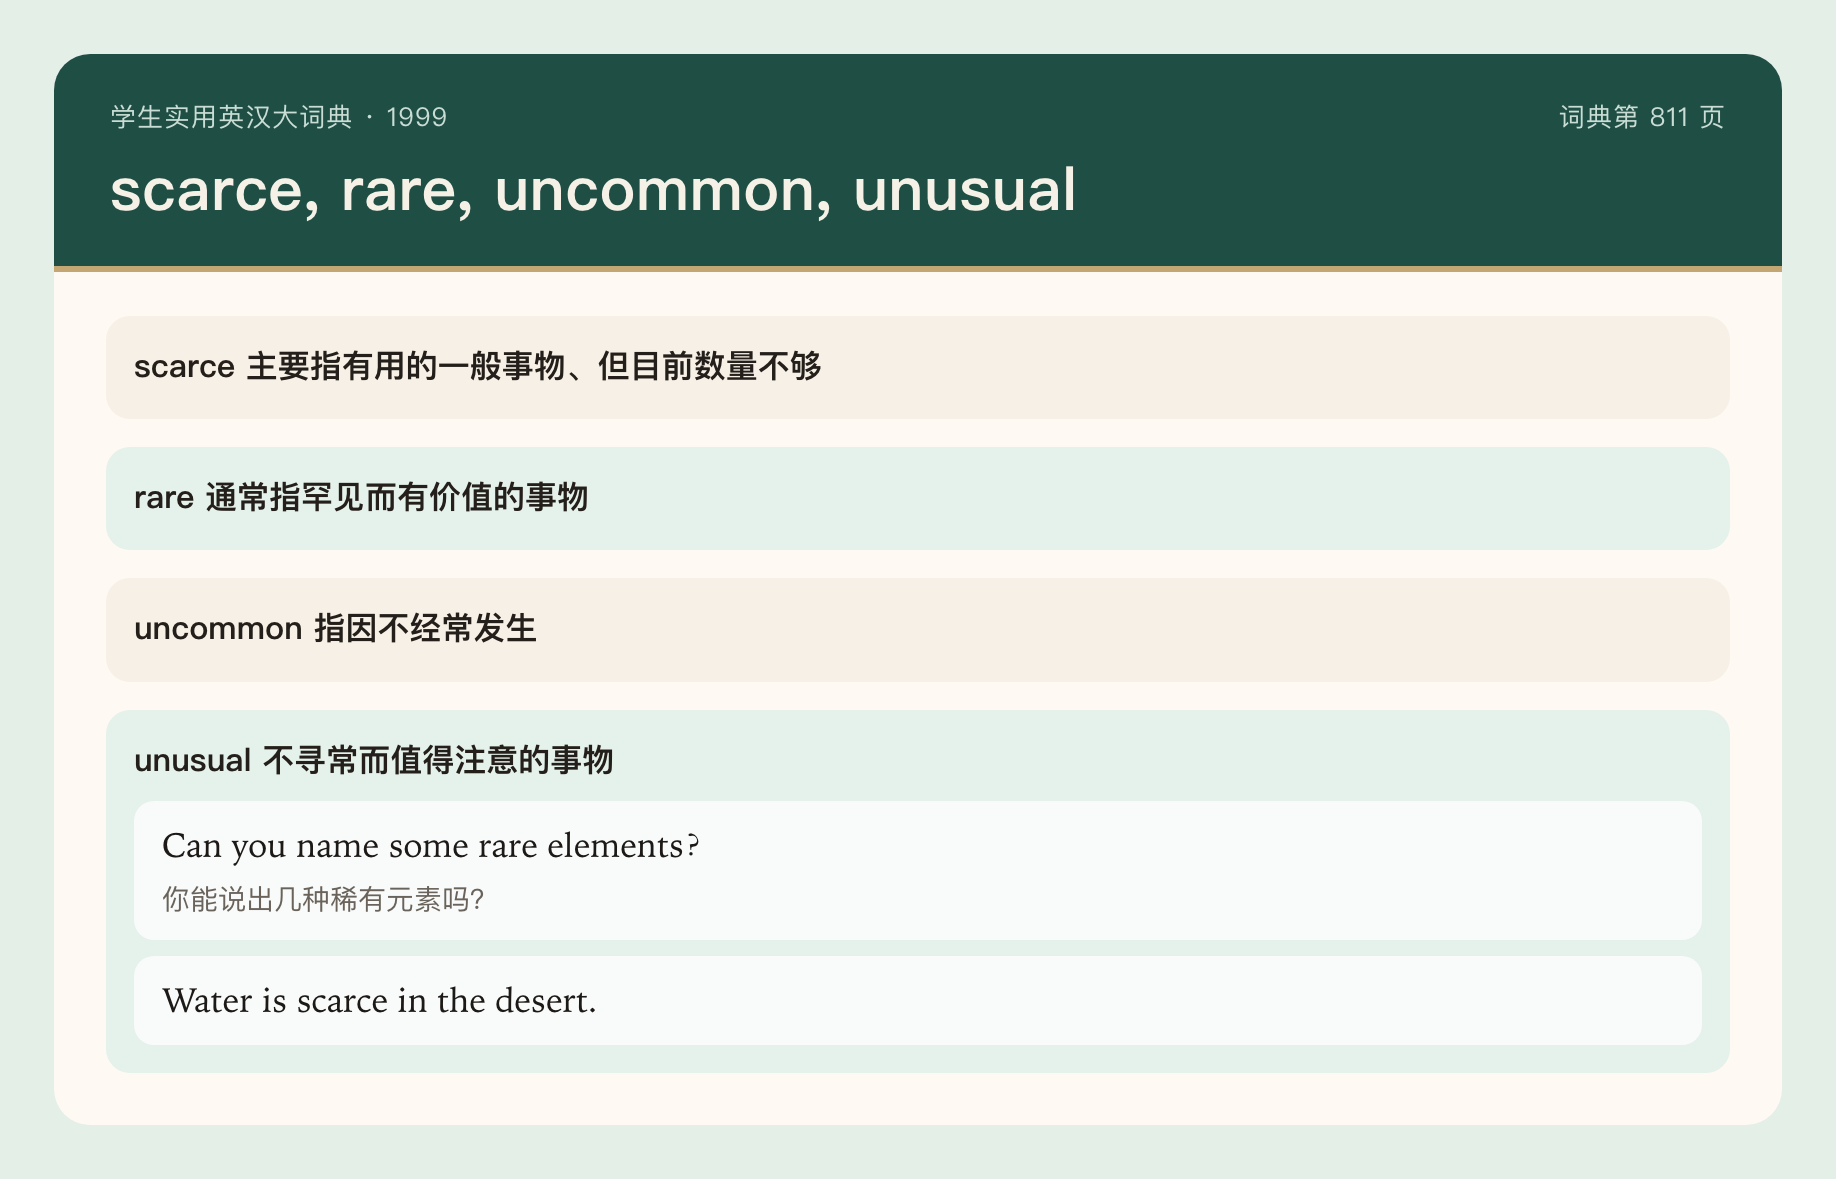 学生实用英汉大词典 · 1999
词典第 811 页
scarce, rare, uncommon, unusual
scarce 主要指有用的一般事物、但目前数量不够
rare 通常指罕见而有价值的事物
uncommon 指因不经常发生
unusual 不寻常而值得注意的事物
Can you name some rare elements?
你能说出几种稀有元素吗?
Water is scarce in the desert.